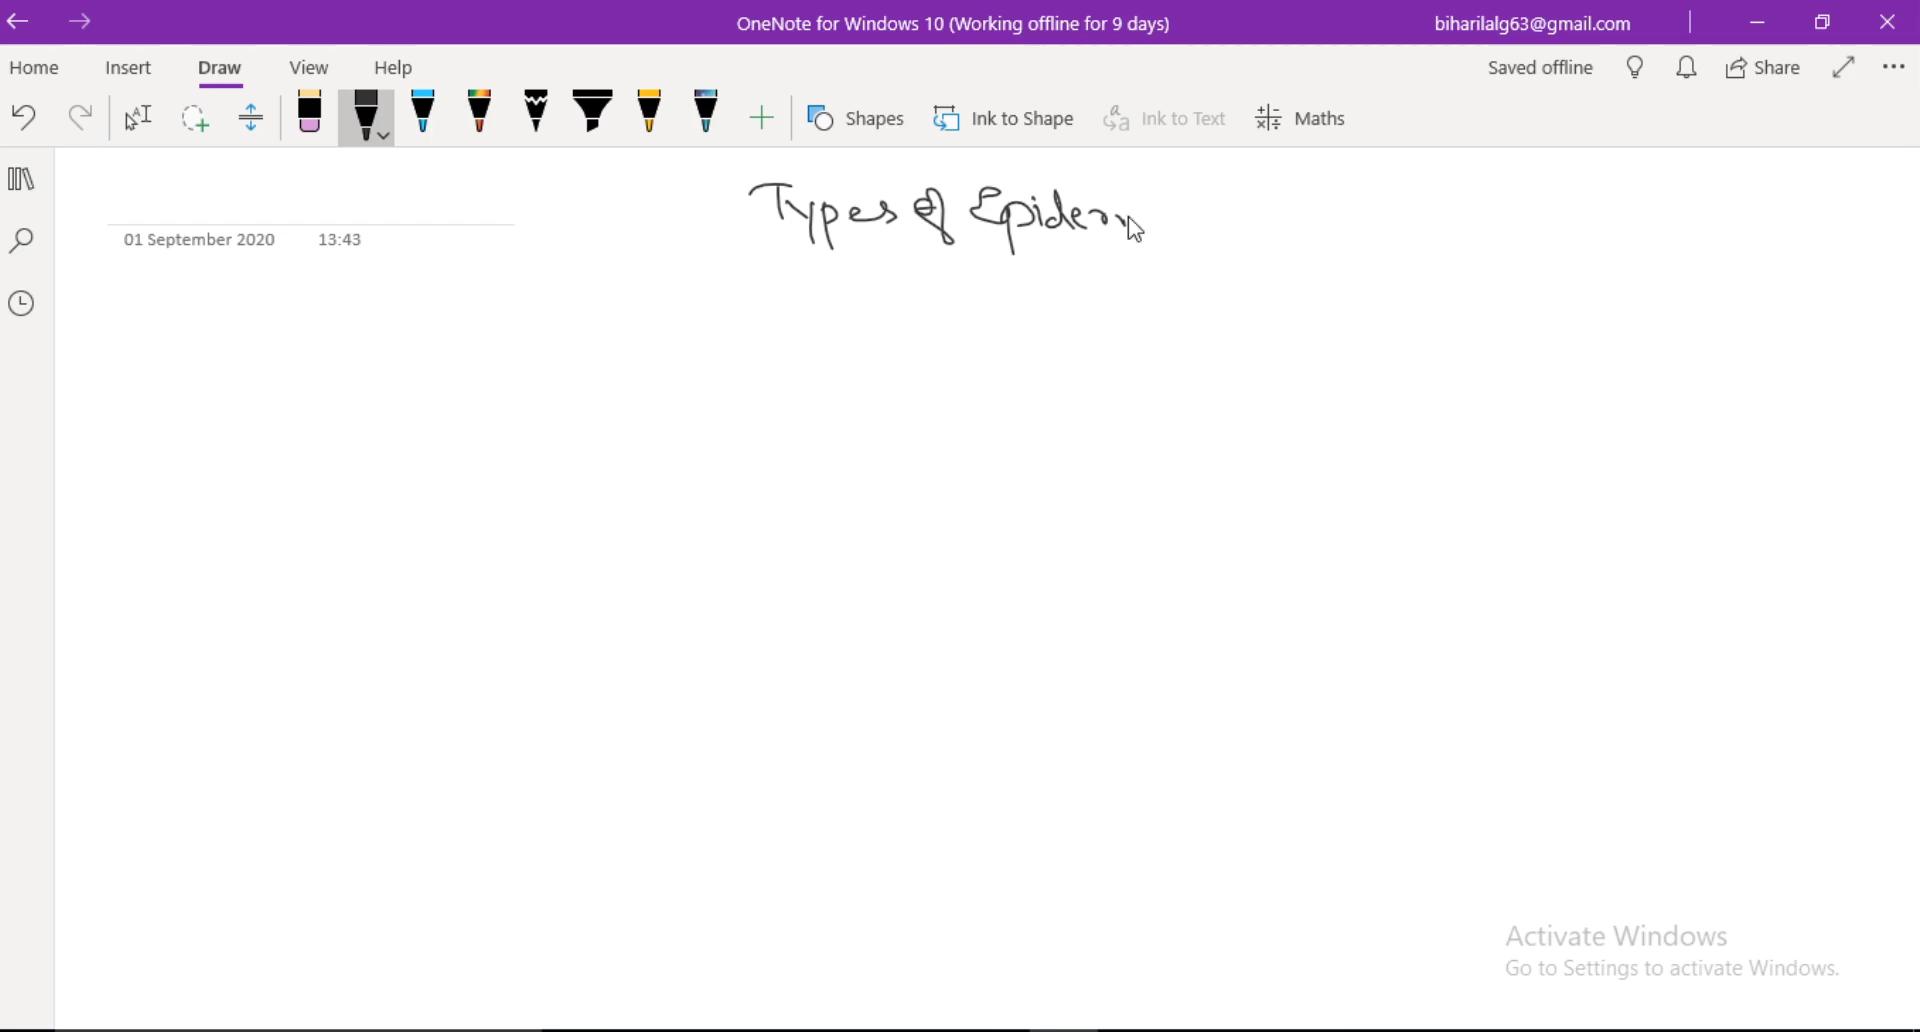 OneNote for Windows 10 (Working offline for 9 days) biharilalg63@gmail.com
Home Insert Draw View Help Saved offline Share
Shapes Ink to Shape Ink to Text Maths
Types of
01 September 2020 13:43
Activate Windows
Go to Settings to activate Windows.